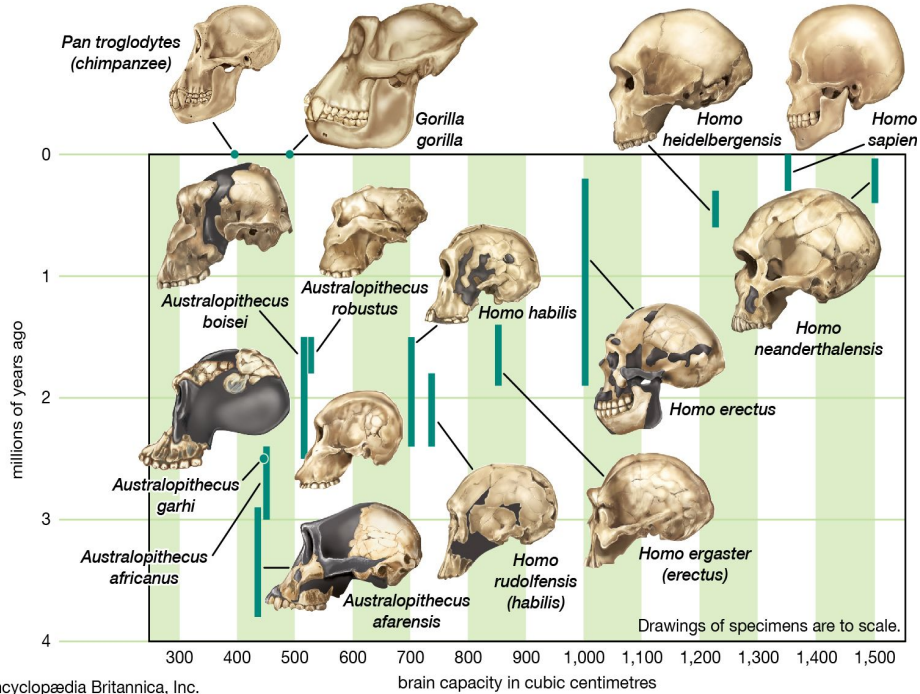 Pan troglodytes
(chimpanzee)
Gorilla
gorilla
Homo
heidelbergensis
Homo
sapien
0
Australopithecus
boisei
Australopithecus
robustus
Homo habilis
Homo
neanderthalensis
1
Homo erectus
2
millions of years ago
Australopithecus
garhi
Australopithecus
africanus
3
Australopithecus
afarensis
Homo
rudolfensis
(habilis)
Homo ergaster
(erectus)
Drawings of specimens are to scale.
4
300 400 500 600 700 800 900 1,000 1,100 1,200 1,300 1,400 1,500
brain capacity in cubic centimetres
ncyclopædia Britannica, Inc.